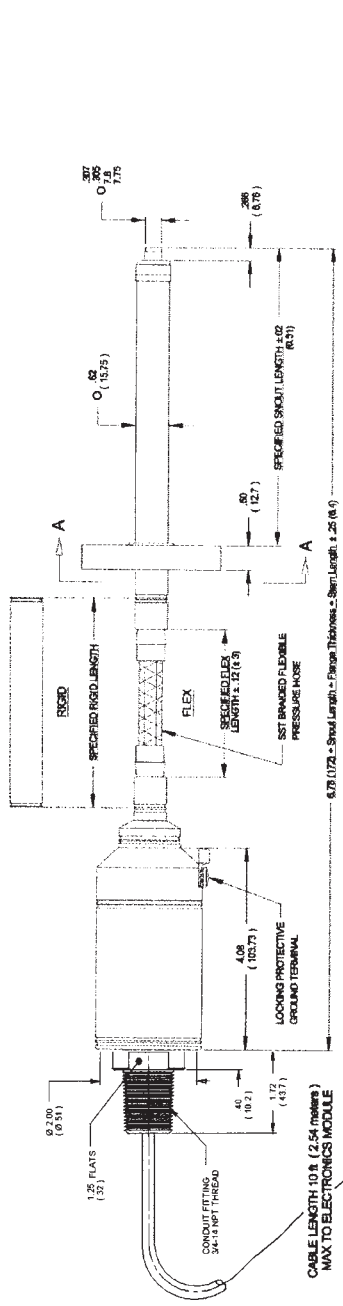 .307
.305
7.8
7.75
.266
( 6.76 )
O .62
( 15.75 )
SPECIFIED SNOUT LENGTH ±.02
(0.51)
.50
( 12.7 )
A
A
RIGID
SPECIFIED RIGID LENGTH
FLEX
SPECIFIED FLEX
LENGTH ± .12 (± 3)
SST BRAIDED FLEXIBLE
PRESSURE HOSE
6.78 (172) + Snout Length + Flange Thickness + Stem Length ± .25 (6.4)
4.08
( 103.73 )
LOCKING PROTECTIVE
GROUND TERMINAL
Ø 2.00
( Ø 51 )
1.25 FLATS
( 32 )
.40
( 10.2 )
1.72
( 43.7 )
CONDUIT FITTING
3/4-14 NPT THREAD
CABLE LENGTH 10 ft. ( 2.54 meters )
MAX TO ELECTRONICS MODULE